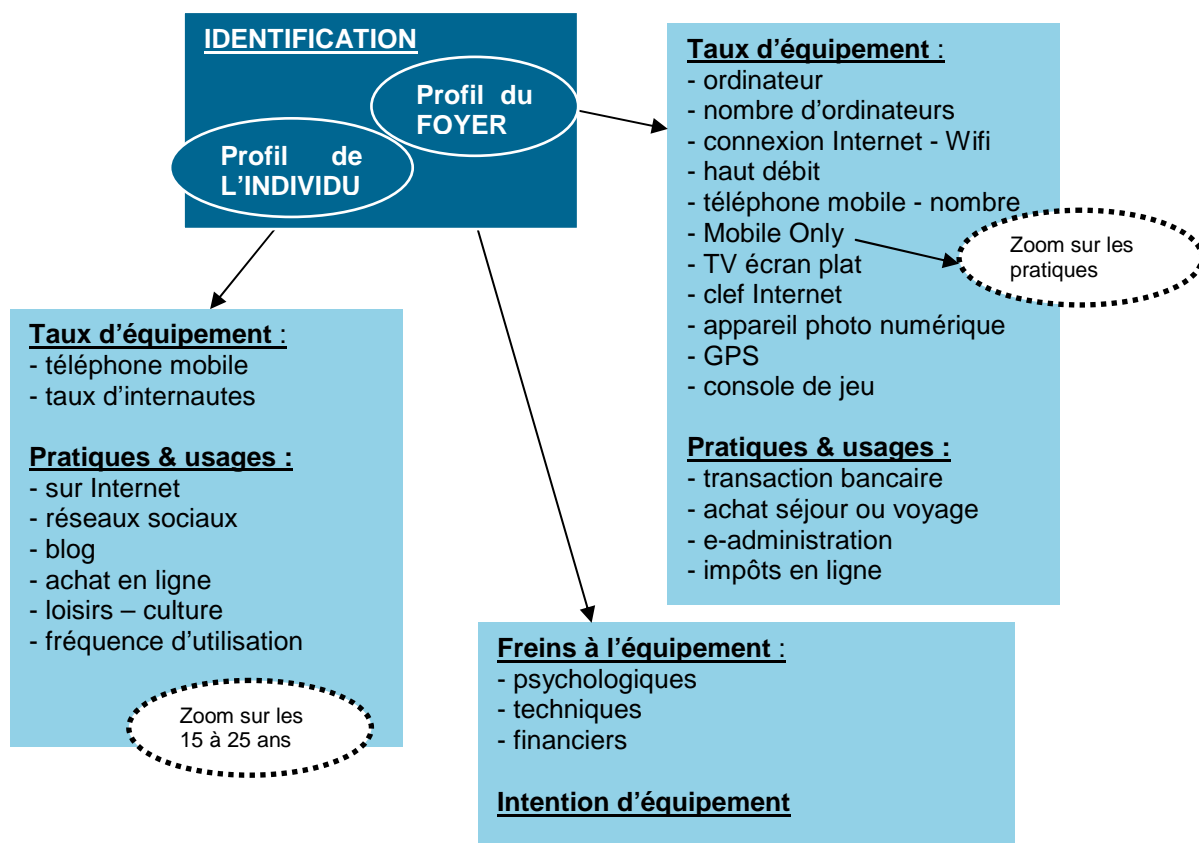 IDENTIFICATION
Profil du
FOYER
Profil de
L'INDIVIDU
Taux d'équipement :
- ordinateur
- nombre d'ordinateurs
- connexion Internet - Wifi
- haut débit
- téléphone mobile - nombre
- Mobile Only
- TV écran plat
- clef Internet
- appareil photo numérique
- GPS
- console de jeu
Pratiques & usages :
- transaction bancaire
- achat séjour ou voyage
- e-administration
- impôts en ligne
Zoom sur les
pratiques
Taux d'équipement :
- téléphone mobile
- taux d'internautes
Pratiques & usages :
- sur Internet
- réseaux sociaux
- blog
- achat en ligne
- loisirs – culture
- fréquence d'utilisation
Zoom sur les
15 à 25 ans
Freins à l'équipement :
- psychologiques
- techniques
- financiers
Intention d'équipement